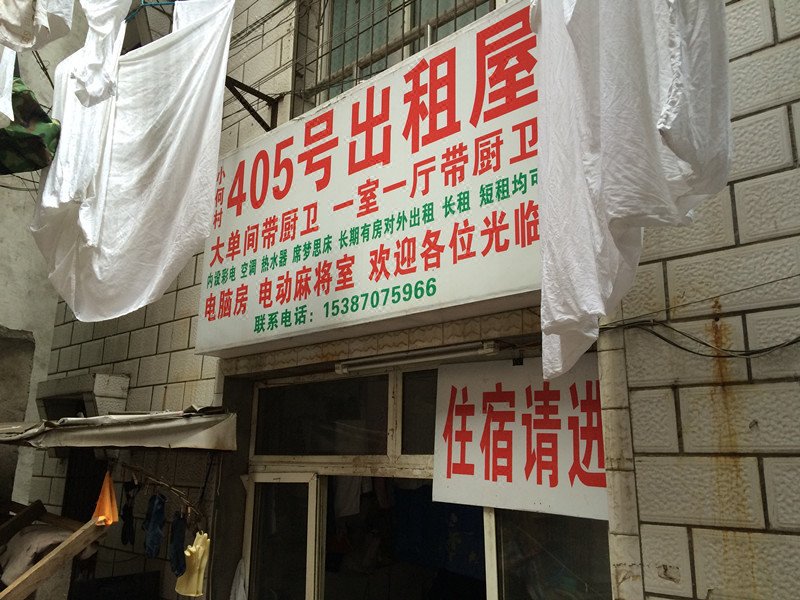 小何村
405号出租屋
大单间带厨卫 一室一厅带厨卫
内设彩电 空调 热水器 席梦思床 长期有房对外出租 长租 短租均可
电脑房 电动麻将室 欢迎各位光临
联系电话：15387075966
住宿请进